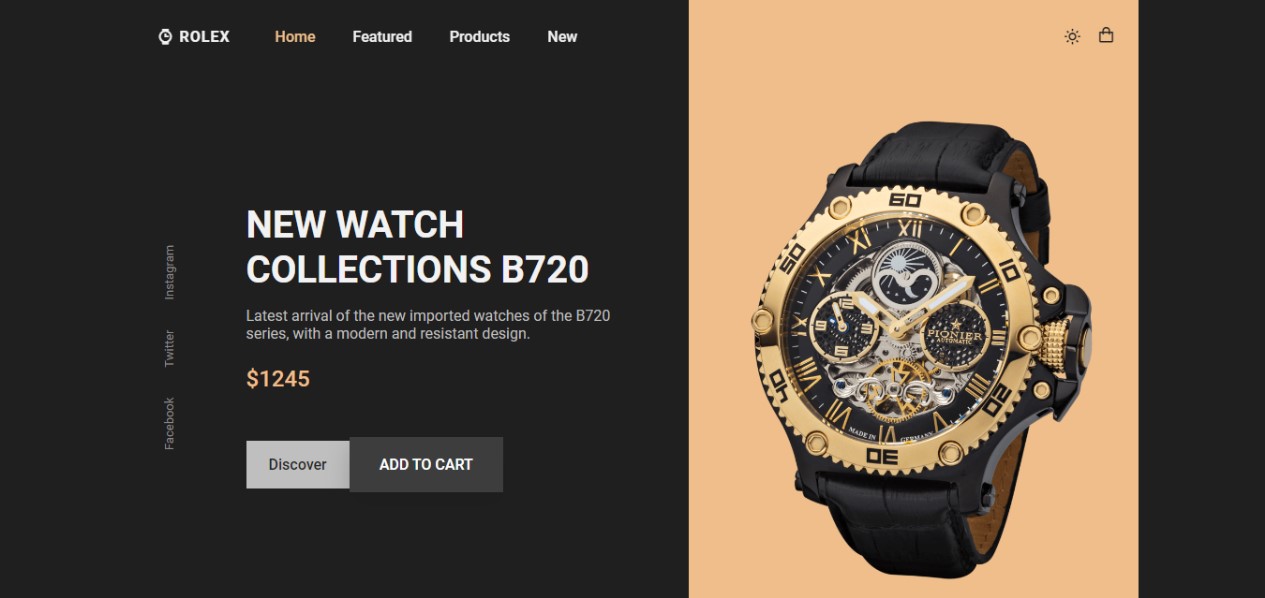 ROLEX Home Featured Products New
NEW WATCH
COLLECTIONS B720
Latest arrival of the new imported watches of the B720
series, with a modern and resistant design.
$1245
Discover ADD TO CART
Instagram
Twitter
Facebook
60
10
20
30
40
50
XII
PIONIER
AUTOMATIC
MADE IN GERMANY